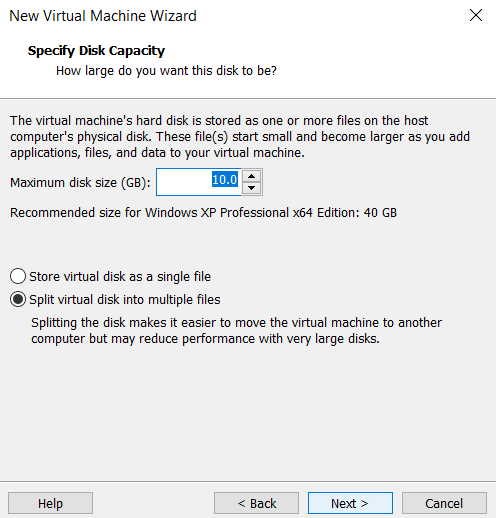 New Virtual Machine Wizard
Specify Disk Capacity
How large do you want this disk to be?
The virtual machine's hard disk is stored as one or more files on the host
computer's physical disk. These file(s) start small and become larger as you add
applications, files, and data to your virtual machine.
Maximum disk size (GB): 10.0
Recommended size for Windows XP Professional x64 Edition: 40 GB
Store virtual disk as a single file
Split virtual disk into multiple files
Splitting the disk makes it easier to move the virtual machine to another
computer but may reduce performance with very large disks.
Help < Back Next > Cancel